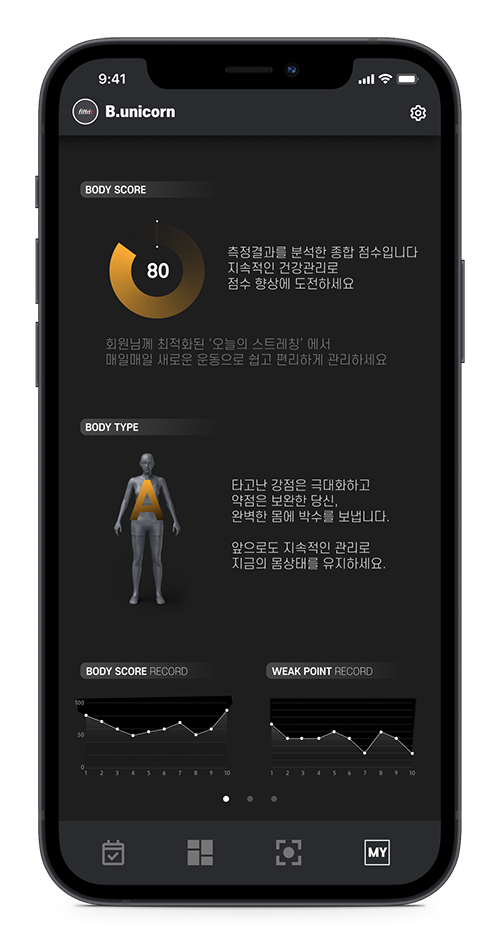 9:41
B.unicorn
BODY SCORE
80
측정결과를 분석한 종합 점수입니다
지속적인 건강관리로
점수 향상에 도전하세요
회원님께 최적화된 '오늘의 스트레칭' 에서
매일매일 새로운 운동으로 쉽고 편리하게 관리하세요
BODY TYPE
A
타고난 강점은 극대화하고
약점은 보완한 당신,
완벽한 몸에 박수를 보냅니다.
앞으로도 지속적인 관리로
지금의 몸상태를 유지하세요.
BODY SCORE RECORD
100
50
0
1 2 3 4 5 6 7 8 9 10
WEAK POINT RECORD
1 2 3 4 5 6 7 8 9 10
MY